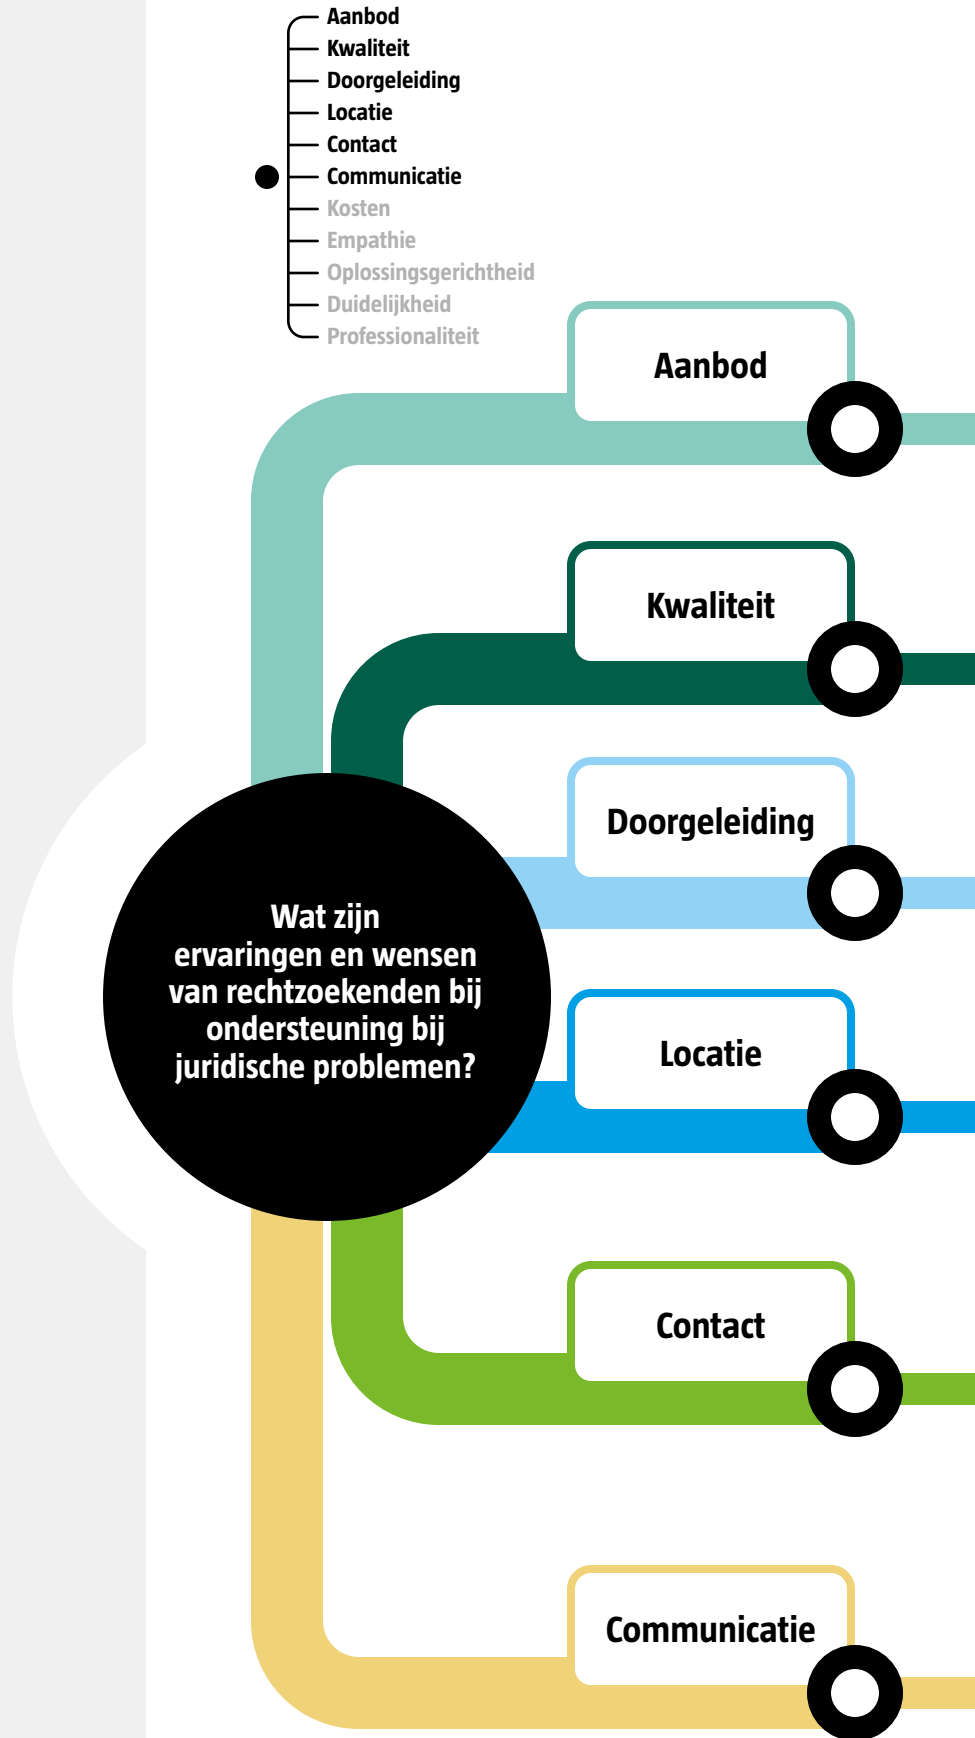 Aanbod
Kwaliteit
Doorgeleiding
Locatie
Contact
Communicatie
Kosten
Empathie
Oplossingsgerichtheid
Duidelijkheid
Professionaliteit
Aanbod
Kwaliteit
Doorgeleiding
Wat zijn
ervaringen en wensen
van rechtzoekenden bij
ondersteuning bij
juridische problemen?
Locatie
Contact
Communicatie